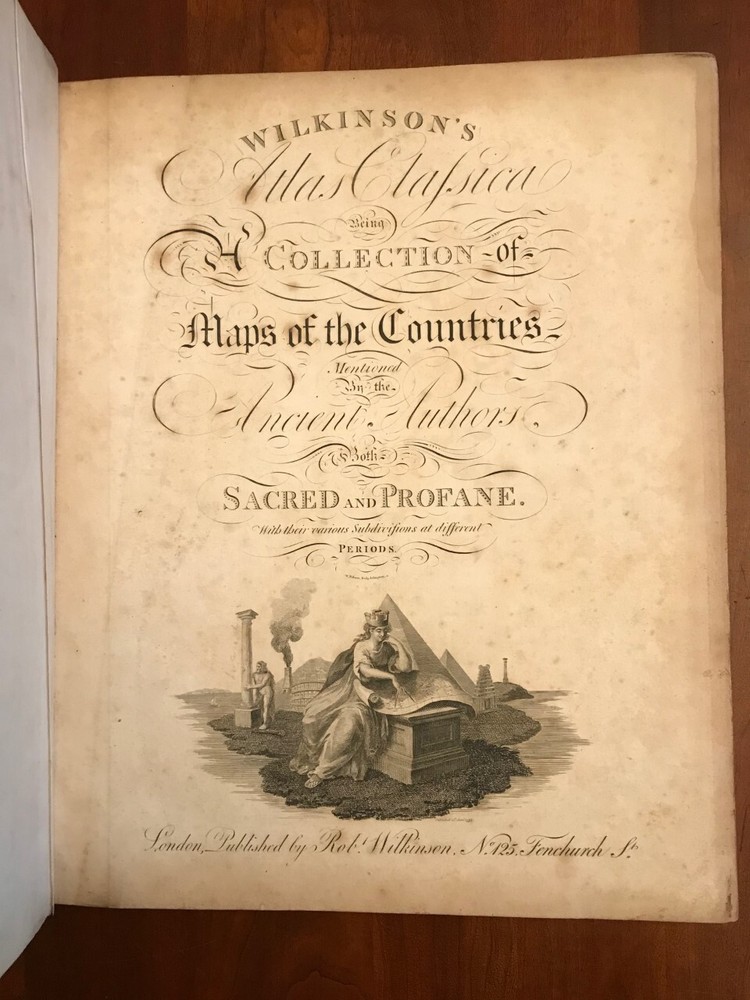 WILKINSON'S
Atlas Claſsica
Being
A COLLECTION of
Maps of the Countries
Mentioned
By the
Ancient Authors.
Both
SACRED AND PROFANE.
With their various Subdiviſions at different
PERIODS.
London, Published by Robt. Wilkinson, No. 125. Fenchurch St.